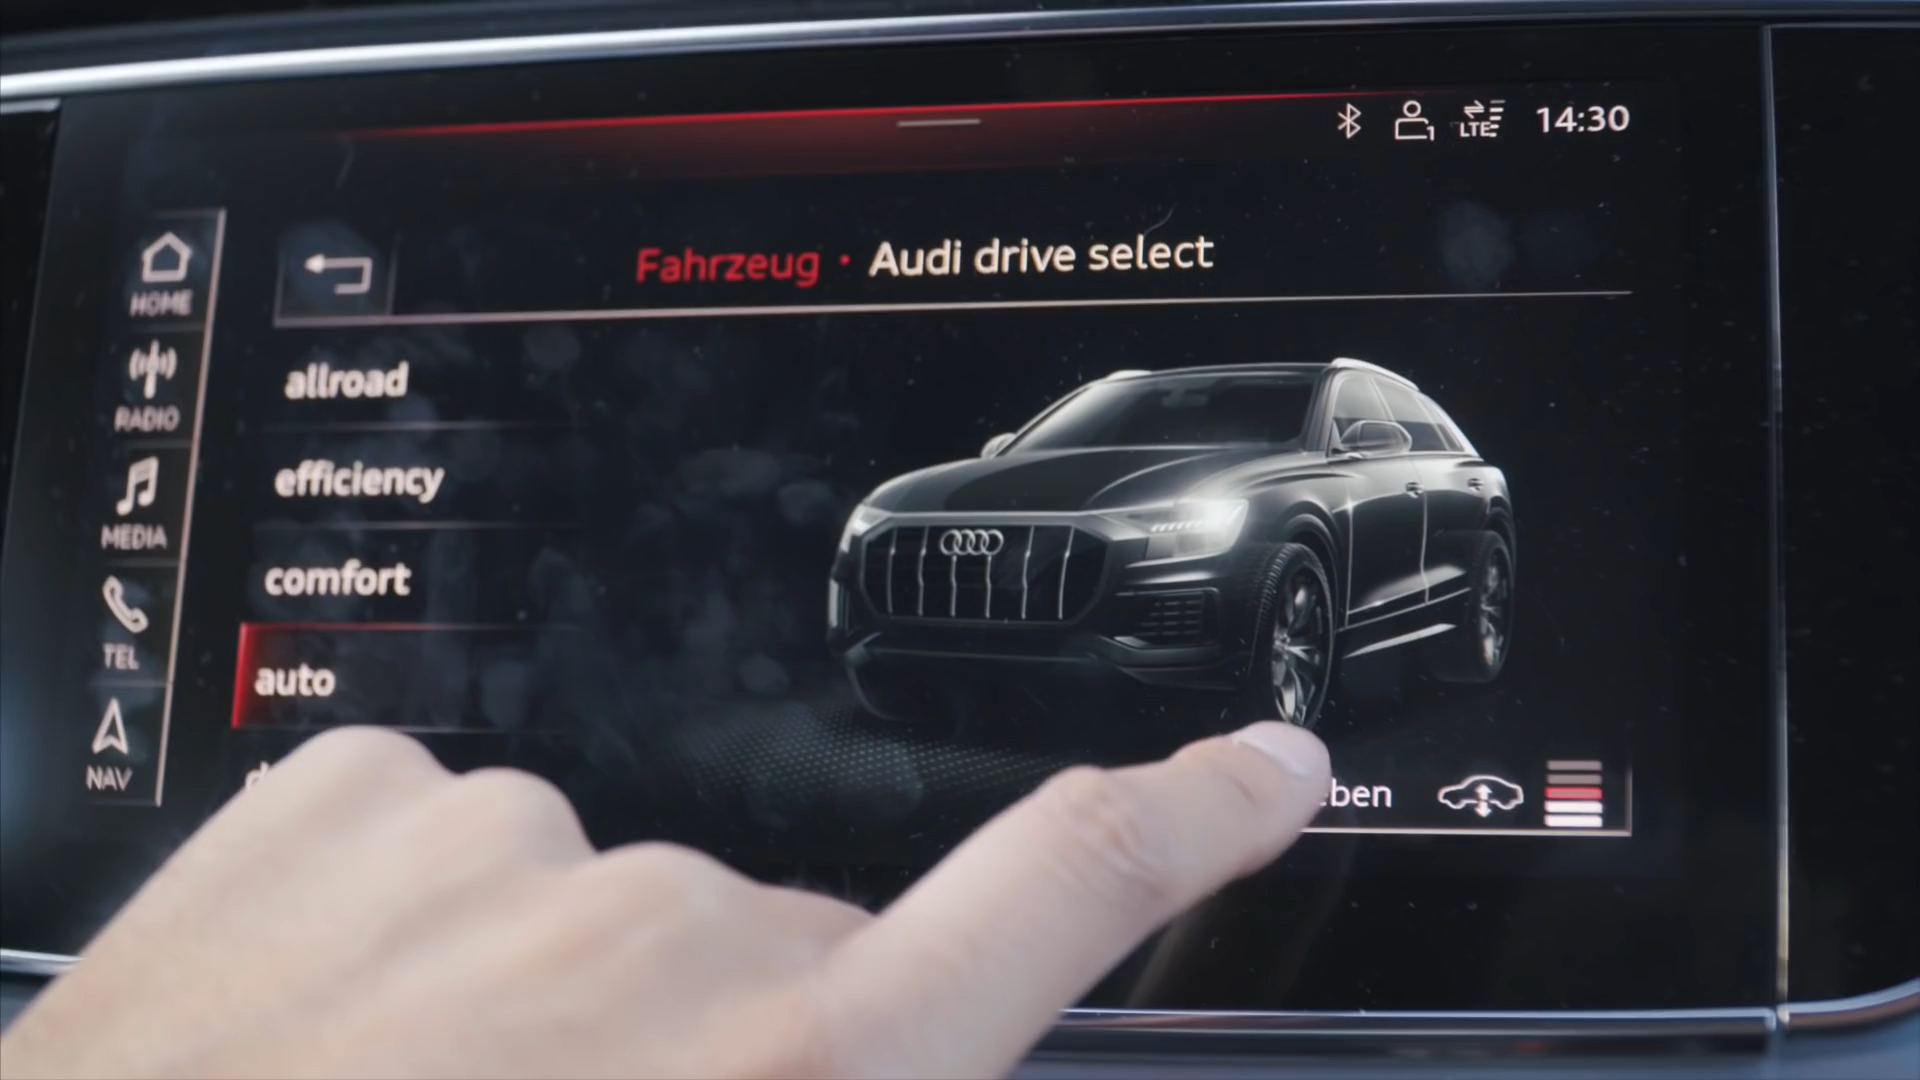 LTE 14:30
Fahrzeug · Audi drive select
HOME
RADIO
MEDIA
TEL
NAV
allroad
efficiency
comfort
auto